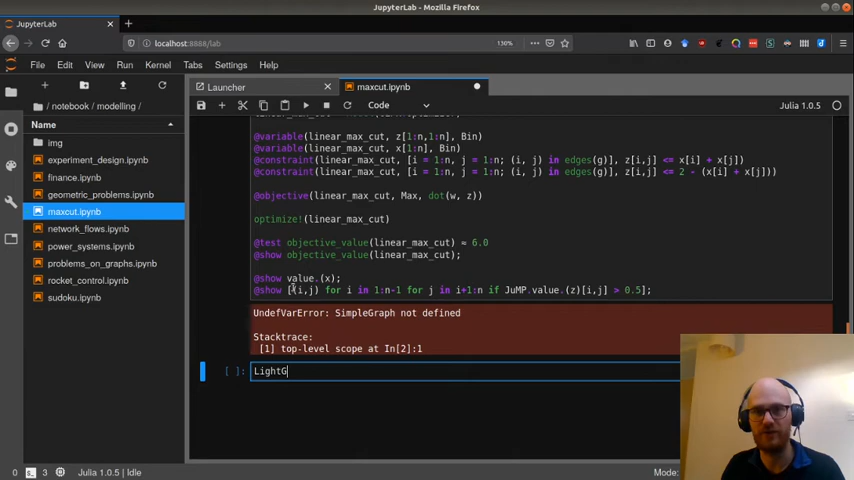 JupyterLab - Mozilla Firefox
JupyterLab
localhost:8888/lab
130%
File Edit View Run Kernel Tabs Settings Help
Launcher
maxcut.ipynb
/ notebook / modelling /
Code
Julia 1.0.5
Name
img
experiment_design.ipynb
finance.ipynb
geometric_problems.ipynb
maxcut.ipynb
network_flows.ipynb
power_systems.ipynb
problems_on_graphs.ipynb
rocket_control.ipynb
sudoku.ipynb
@variable(linear_max_cut, z[1:n,1:n], Bin)
@variable(linear_max_cut, x[1:n], Bin)
@constraint(linear_max_cut, [i = 1:n, j = 1:n; (i, j) in edges(g)], z[i,j] <= x[i] + x[j])
@constraint(linear_max_cut, [i = 1:n, j = 1:n; (i, j) in edges(g)], z[i,j] <= 2 - (x[i] + x[j]))
@objective(linear_max_cut, Max, dot(w, z))
optimize!(linear_max_cut)
@test objective_value(linear_max_cut) ≈ 6.0
@show objective_value(linear_max_cut);
@show value.(x);
@show [(i,j) for i in 1:n-1 for j in i+1:n if JuMP.value.(z)[i,j] > 0.5];
UndefVarError: SimpleGraph not defined
Stacktrace:
[1] top-level scope at In[2]:1
[ ]: LightG
0 3 Julia 1.0.5 | Idle
Mode: